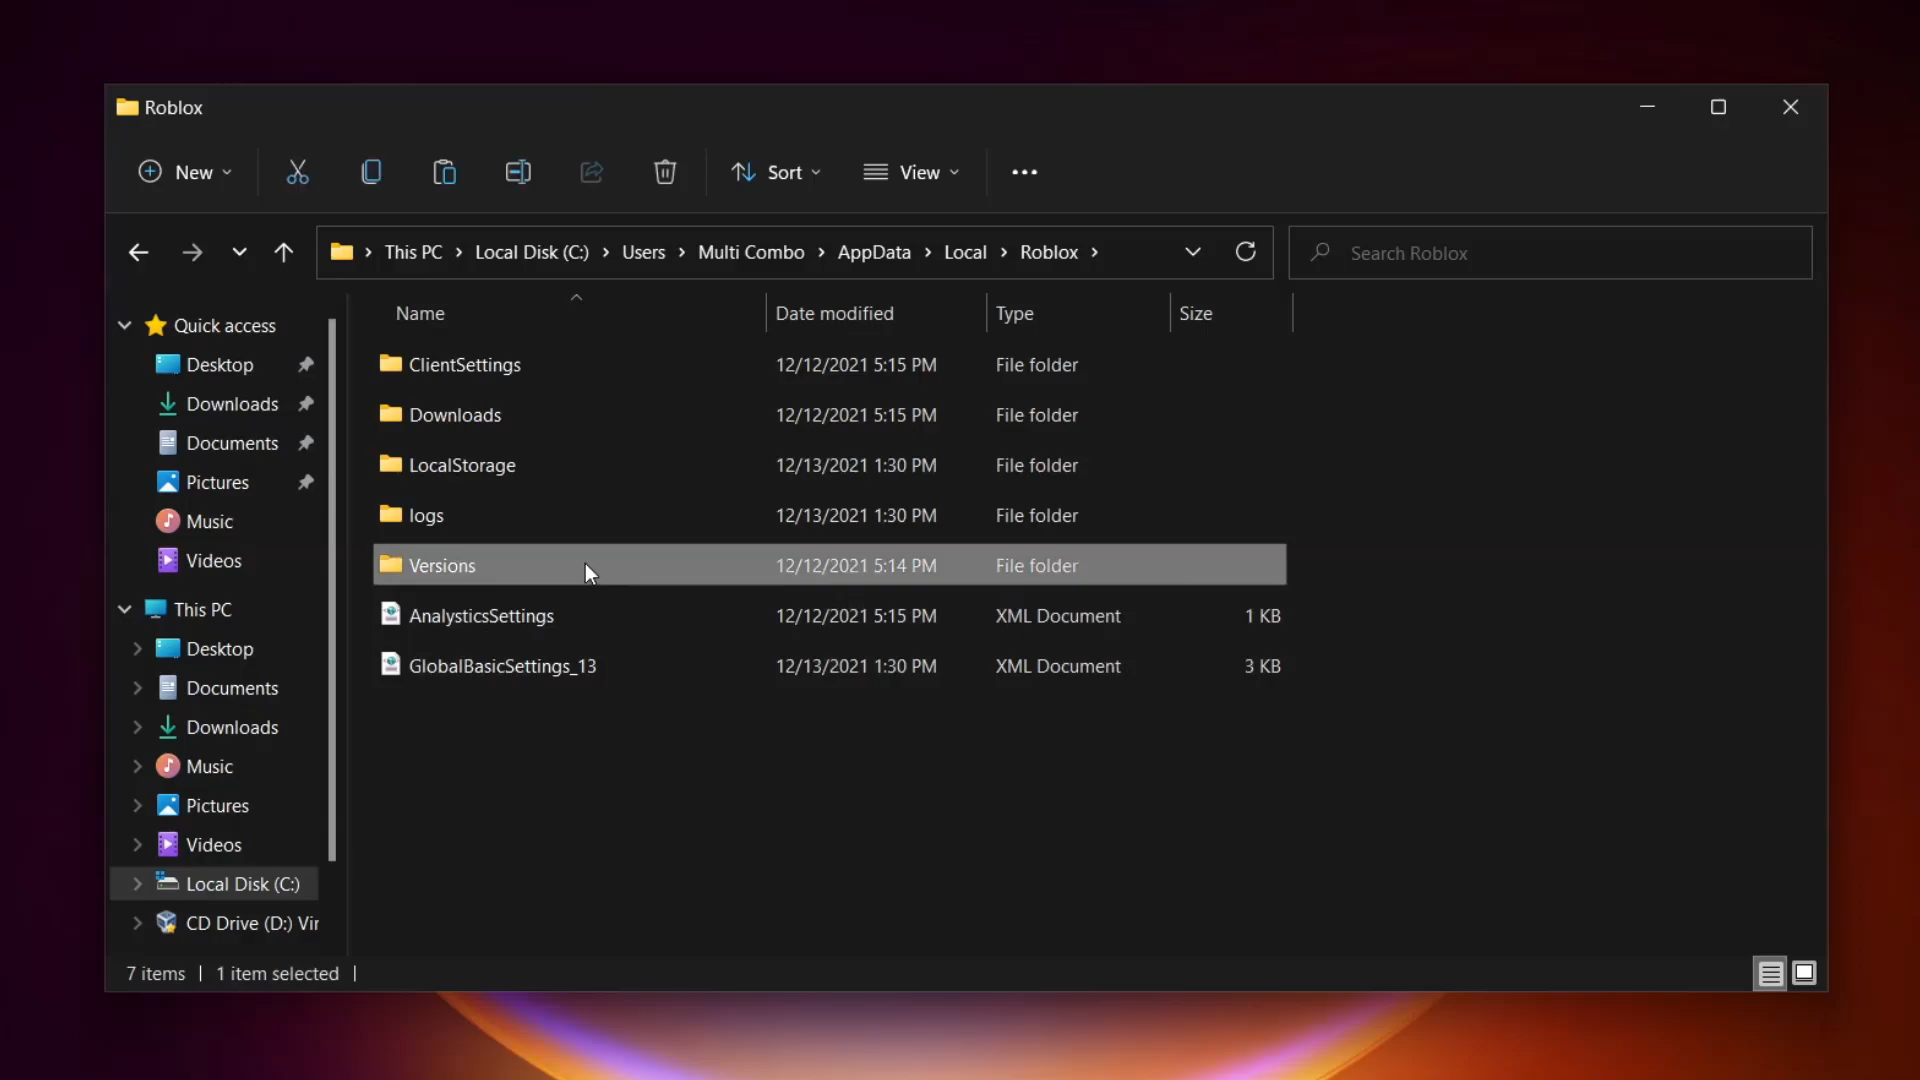 Roblox
New
Sort
View
This PC
Local Disk (C:)
Users
Multi Combo
AppData
Local
Roblox
Search Roblox
Quick access
Desktop
Downloads
Documents
Pictures
Music
Videos
This PC
Desktop
Documents
Downloads
Music
Pictures
Videos
Local Disk (C:)
CD Drive (D:) Vir
Name Date modified Type Size
ClientSettings 12/12/2021 5:15 PM File folder
Downloads 12/12/2021 5:15 PM File folder
LocalStorage 12/13/2021 1:30 PM File folder
logs 12/13/2021 1:30 PM File folder
Versions 12/12/2021 5:14 PM File folder
AnalysticsSettings 12/12/2021 5:15 PM XML Document 1 KB
GlobalBasicSettings_13 12/13/2021 1:30 PM XML Document 3 KB
7 items | 1 item selected |